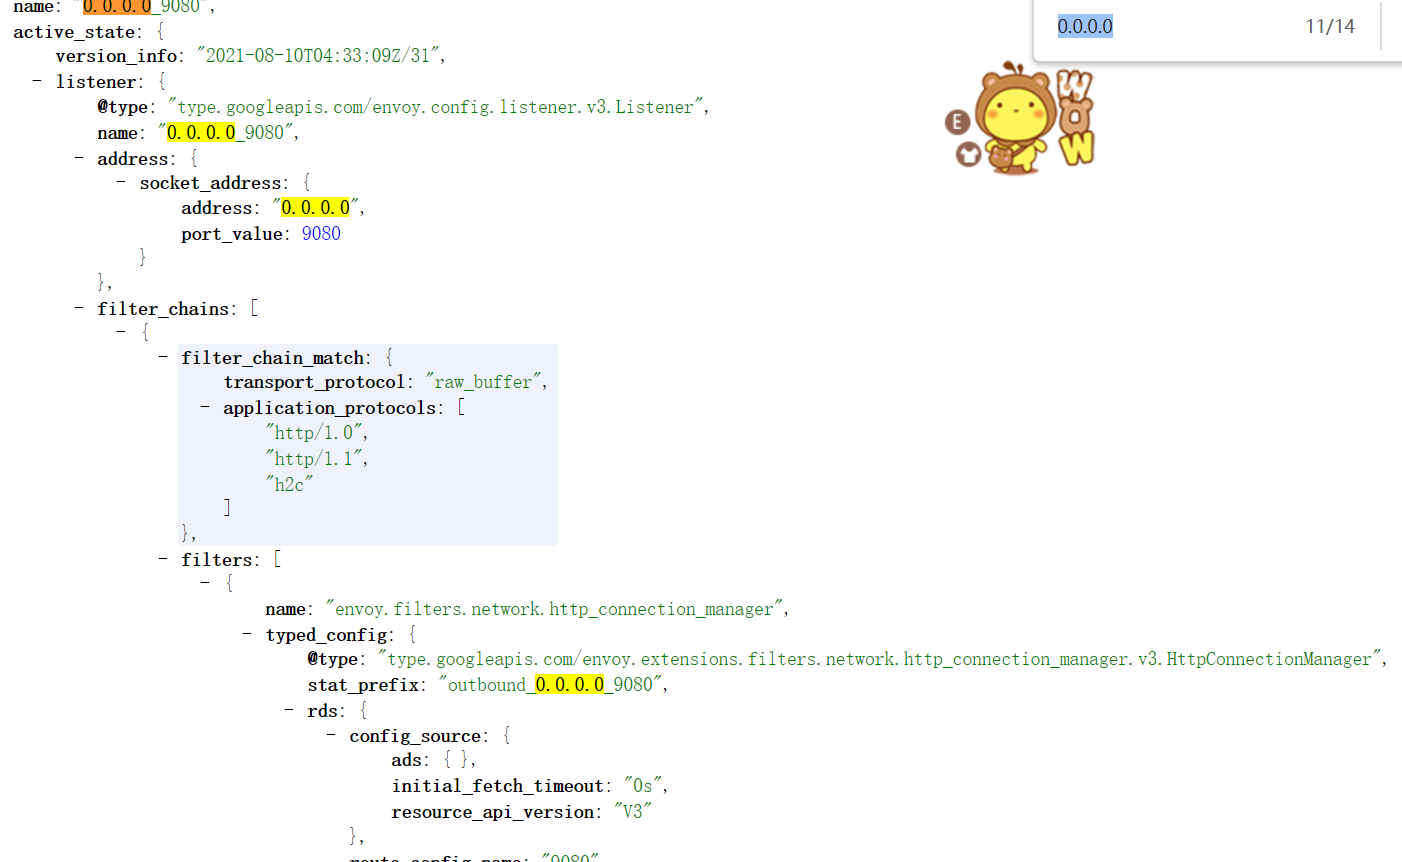 name: "0.0.0.0_9080",
active_state: {
version_info: "2021-08-10T04:33:09Z/31",
- listener: {
@type: "type.googleapis.com/envoy.config.listener.v3.Listener",
name: "0.0.0.0_9080",
- address: {
- socket_address: {
address: "0.0.0.0",
port_value: 9080
}
},
- filter_chains: [
- {
- filter_chain_match: {
transport_protocol: "raw_buffer",
- application_protocols: [
"http/1.0",
"http/1.1",
"h2c"
]
},
- filters: [
- {
name: "envoy.filters.network.http_connection_manager",
- typed_config: {
@type: "type.googleapis.com/envoy.extensions.filters.network.http_connection_manager.v3.HttpConnectionManager",
stat_prefix: "outbound_0.0.0.0_9080",
- rds: {
- config_source: {
ads: { },
initial_fetch_timeout: "0s",
resource_api_version: "V3"
},
route_config_name: "9080"
0.0.0.0 11/14
E
WOW